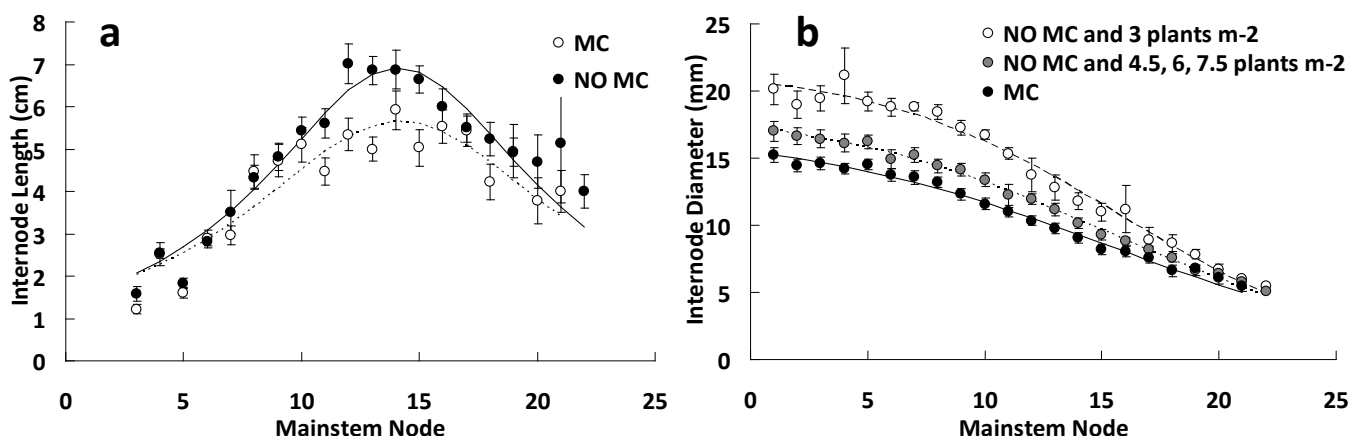 a
MC
NO MC
Internode Length (cm)
8
7
6
5
4
3
2
1
0
0 5 10 15 20 25
Mainstem Node
b
NO MC and 3 plants m-2
NO MC and 4.5, 6, 7.5 plants m-2
MC
Internode Diameter (mm)
25
20
15
10
5
0
0 5 10 15 20 25
Mainstem Node